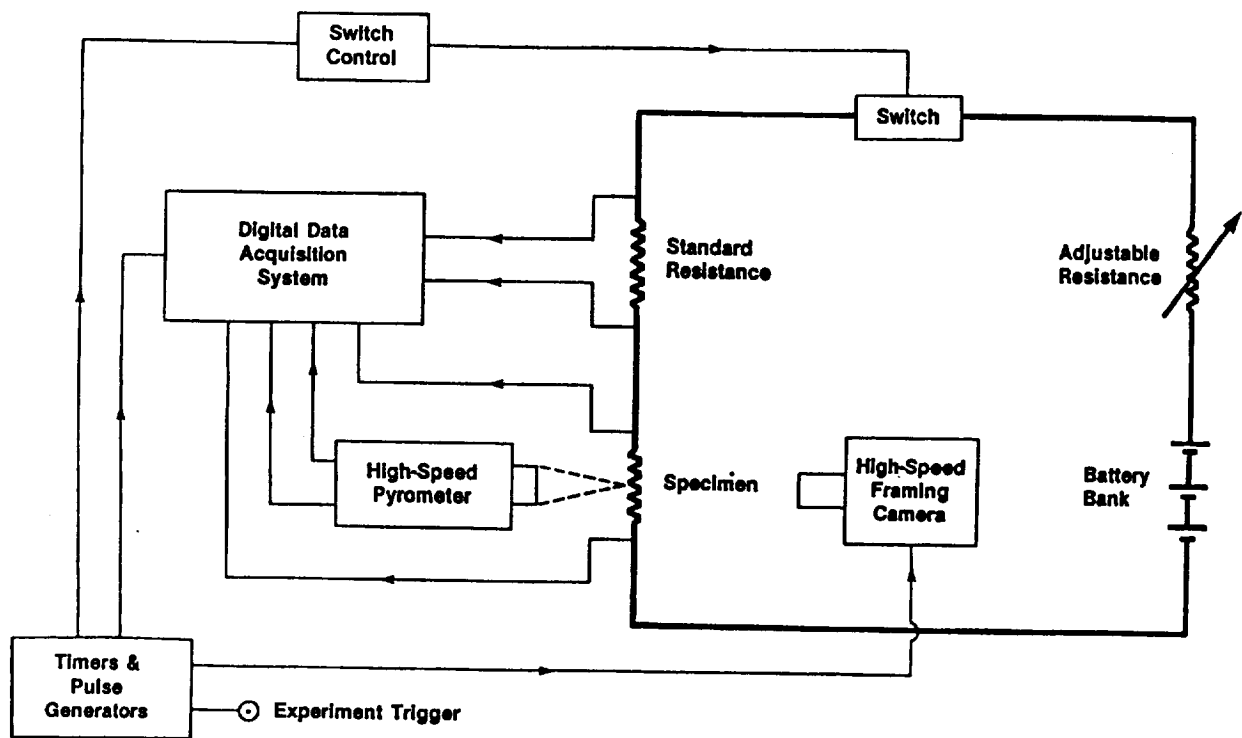 Switch
Control
Switch
Digital Data
Acquisition
System
Standard
Resistance
Adjustable
Resistance
High-Speed
Pyrometer
Specimen
High-Speed
Framing
Camera
Battery
Bank
Timers &
Pulse
Generators
Experiment Trigger